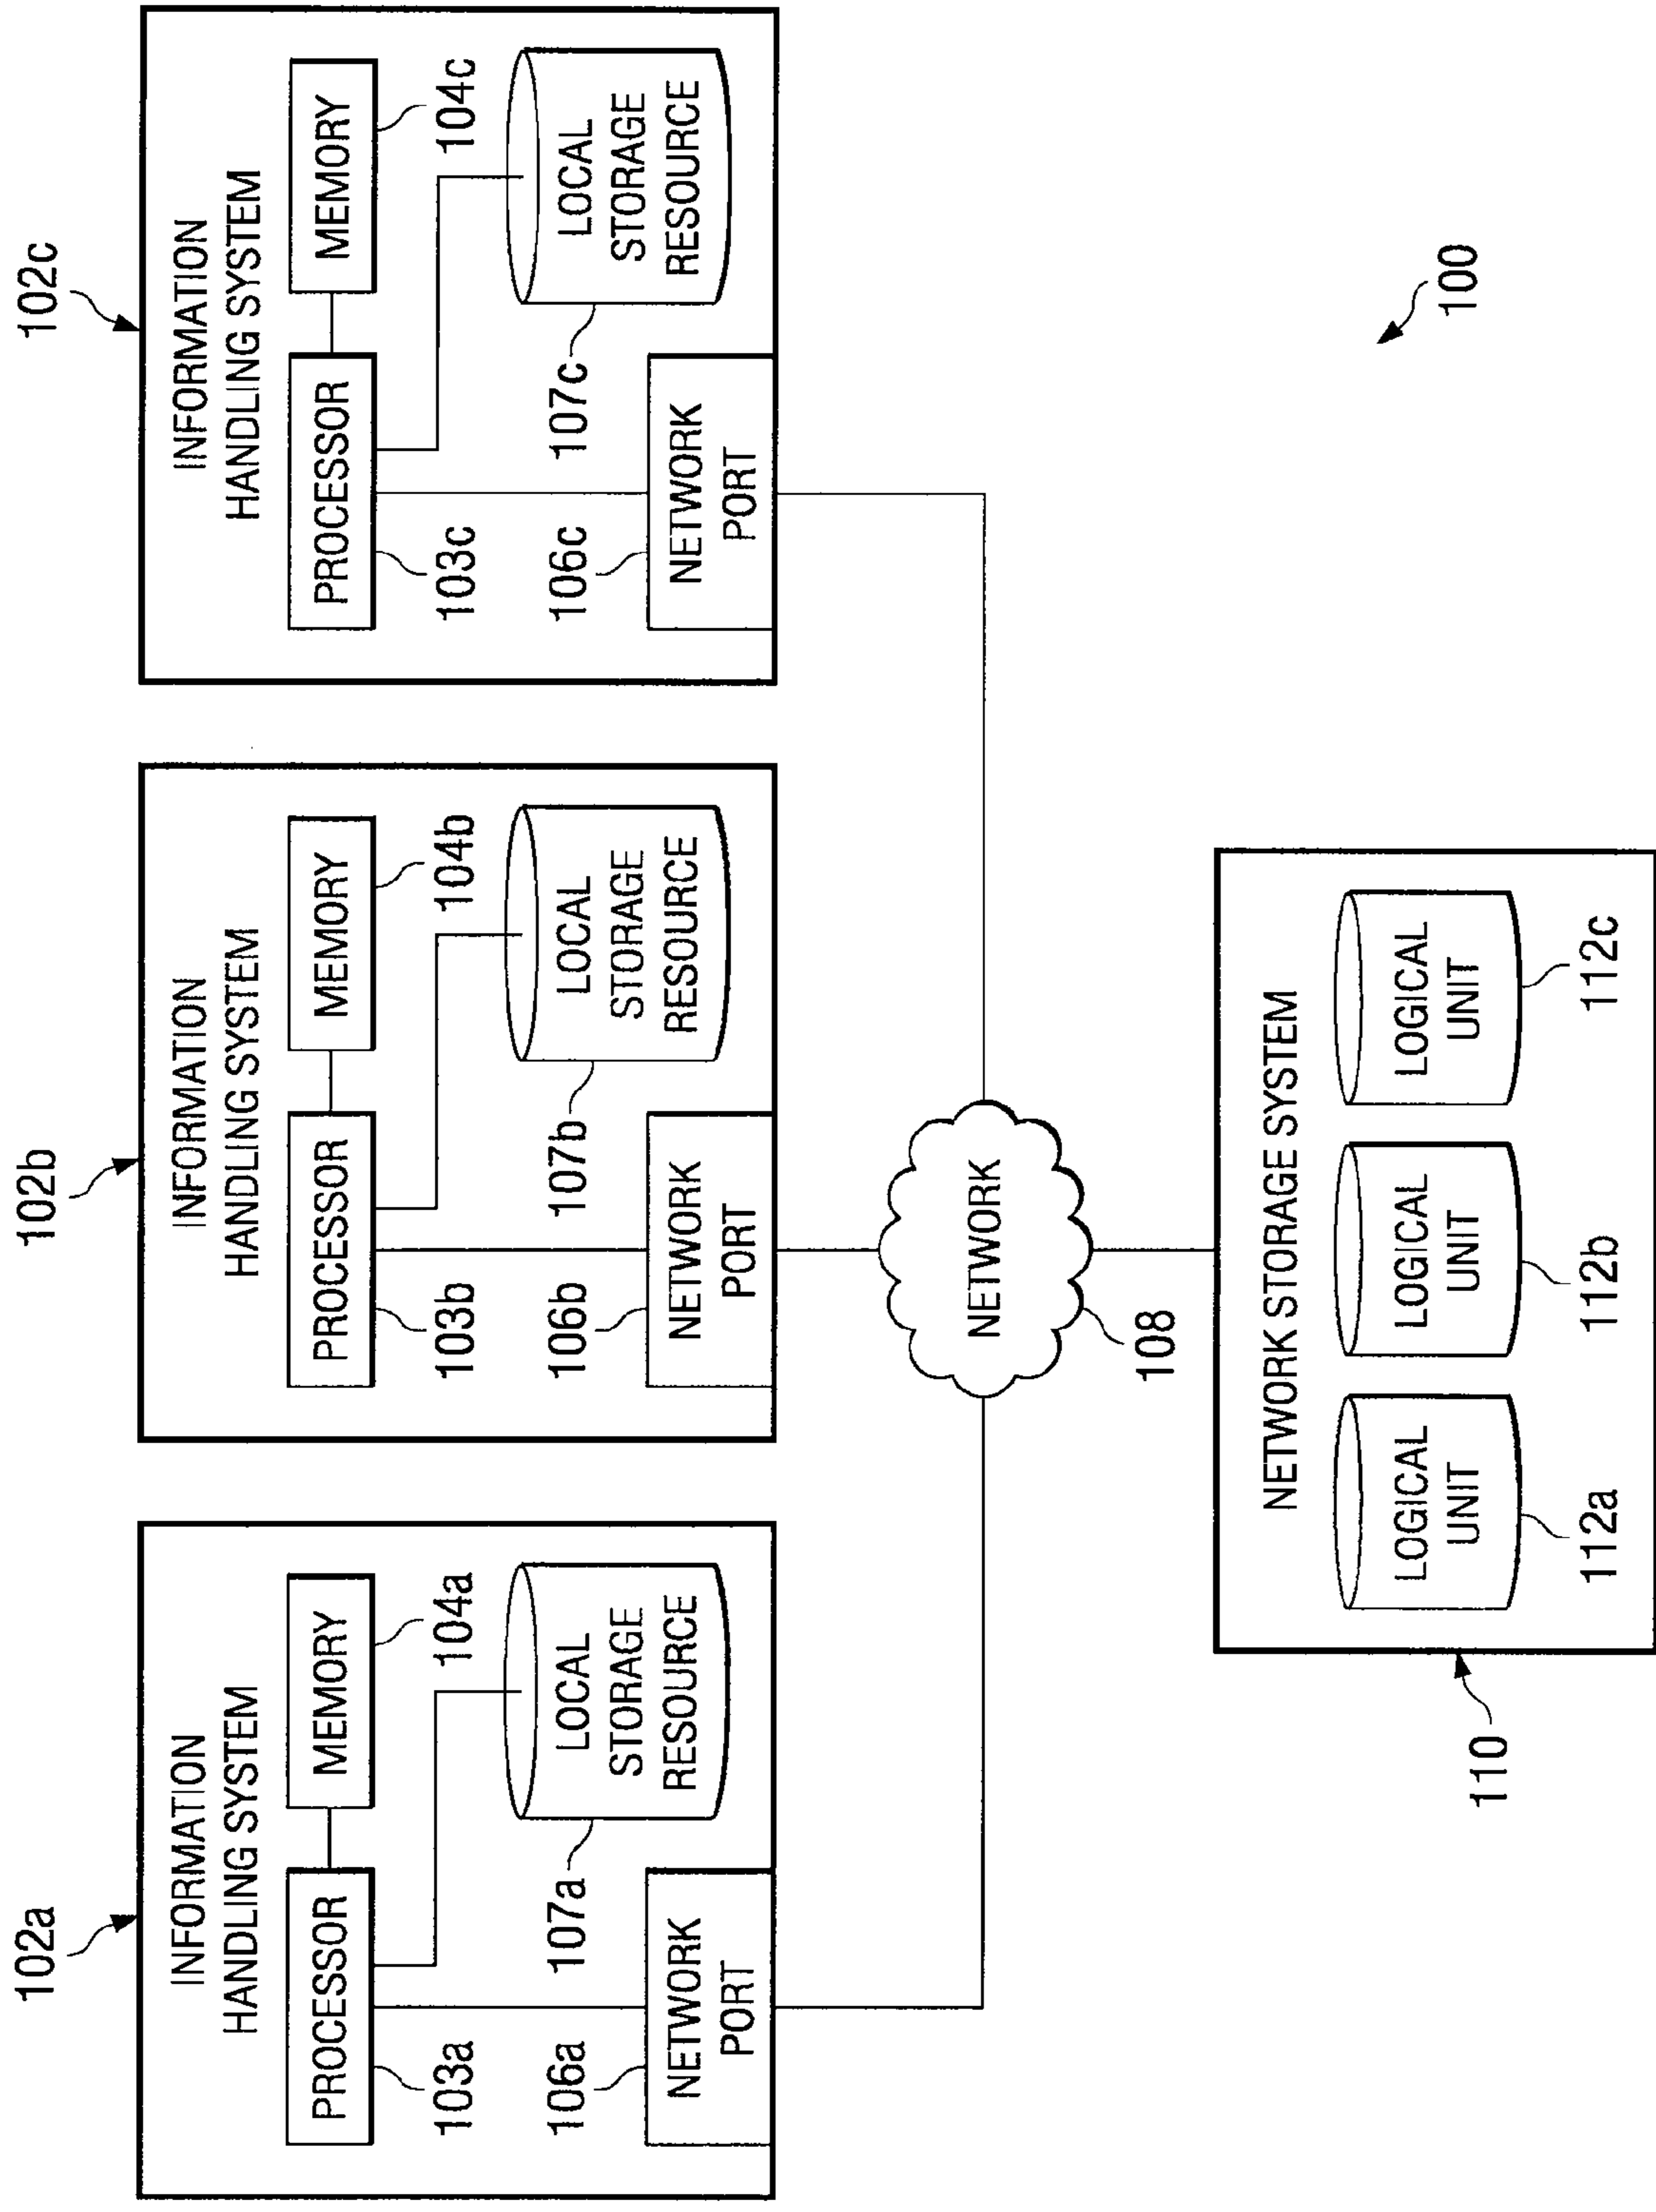 102a
INFORMATION
HANDLING SYSTEM
PROCESSOR
MEMORY
103a
104a
106a
107a
NETWORK
PORT
LOCAL
STORAGE
RESOURCE
102b
INFORMATION
HANDLING SYSTEM
PROCESSOR
MEMORY
103b
104b
106b
107b
NETWORK
PORT
LOCAL
STORAGE
RESOURCE
102c
INFORMATION
HANDLING SYSTEM
PROCESSOR
MEMORY
103c
104c
106c
107c
NETWORK
PORT
LOCAL
STORAGE
RESOURCE
NETWORK
108
110
NETWORK STORAGE SYSTEM
LOGICAL
UNIT
112a
LOGICAL
UNIT
112b
LOGICAL
UNIT
112c
100